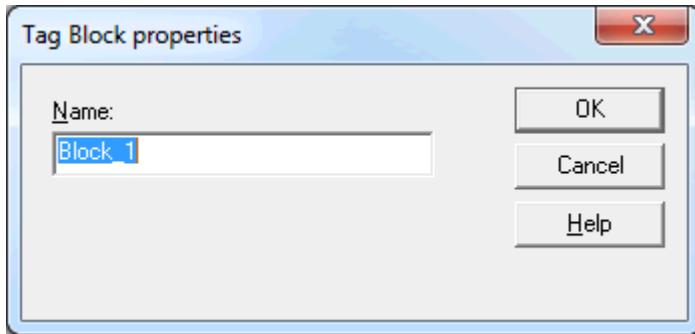 Tag Block properties
Name:
Block_1
OK
Cancel
Help